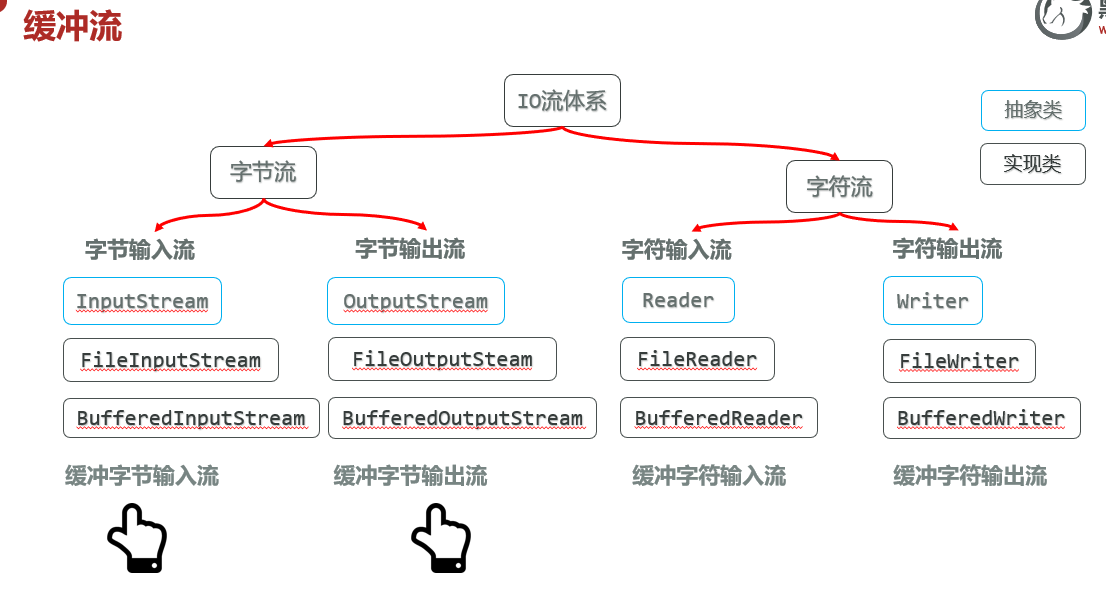 缓冲流
IO流体系
抽象类
实现类
字节流
字符流
字节输入流
字节输出流
字符输入流
字符输出流
InputStream
OutputStream
Reader
Writer
FileInputStream
FileOutputSteam
FileReader
FileWriter
BufferedInputStream
BufferedOutputStream
BufferedReader
BufferedWriter
缓冲字节输入流
缓冲字节输出流
缓冲字符输入流
缓冲字符输出流